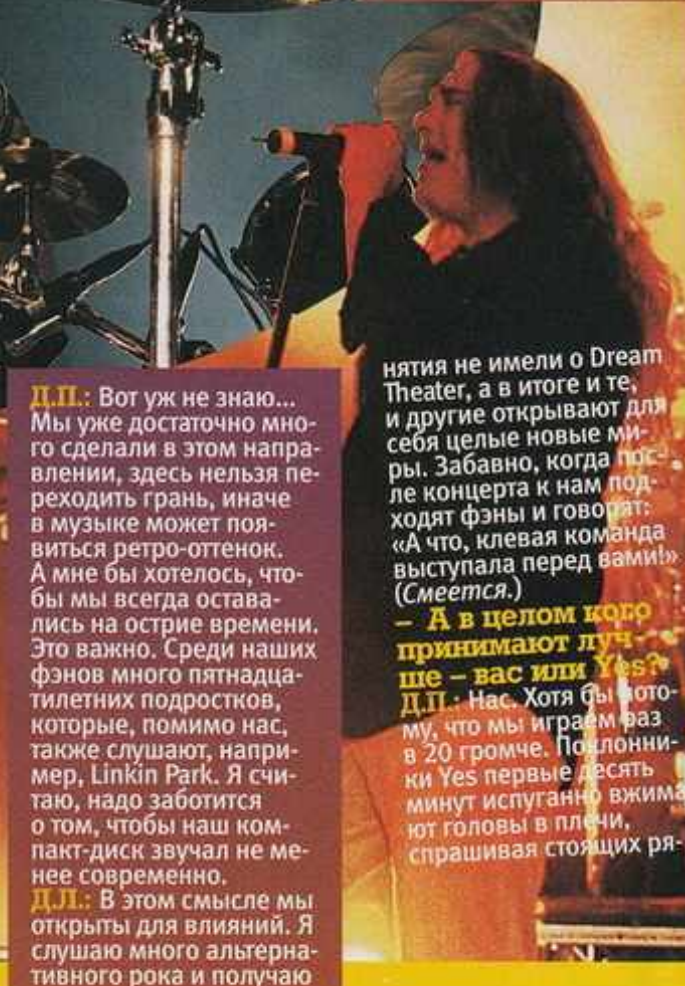 Д.П.: Вот уж не знаю...
Мы уже достаточно мно-
го сделали в этом напра-
влении, здесь нельзя пе-
реходить грань, иначе
в музыке может поя-
виться ретро-оттенок.
А мне бы хотелось, что-
бы мы всегда остава-
лись на острие времени.
Это важно. Среди наших
фэнов много пятнадца-
тилетних подростков,
которые, помимо нас,
также слушают, напри-
мер, Linkin Park. Я счи-
таю, надо заботится
о том, чтобы наш ком-
пакт-диск звучал не ме-
нее современно.
Д.Л.: В этом смысле мы
открыты для влияний. Я
слушаю много альтерна-
тивного рока и получаю
нятия не имели о Dream
Theater, а в итоге и те,
и другие открывают для
себя целые новые ми-
ры. Забавно, когда пос-
ле концерта к нам под-
ходят фэны и говорят:
«А что, клевая команда
выступала перед вами!»
(Смеется.)
– А в целом кого
принимают луч-
ше – вас или Yes?
Д.П.: Нас. Хотя бы пото-
му, что мы играем раз
в 20 громче. Поклонни-
ки Yes первые десять
минут испуганно вжима
ют головы в плечи,
спрашивая стоящих ря-